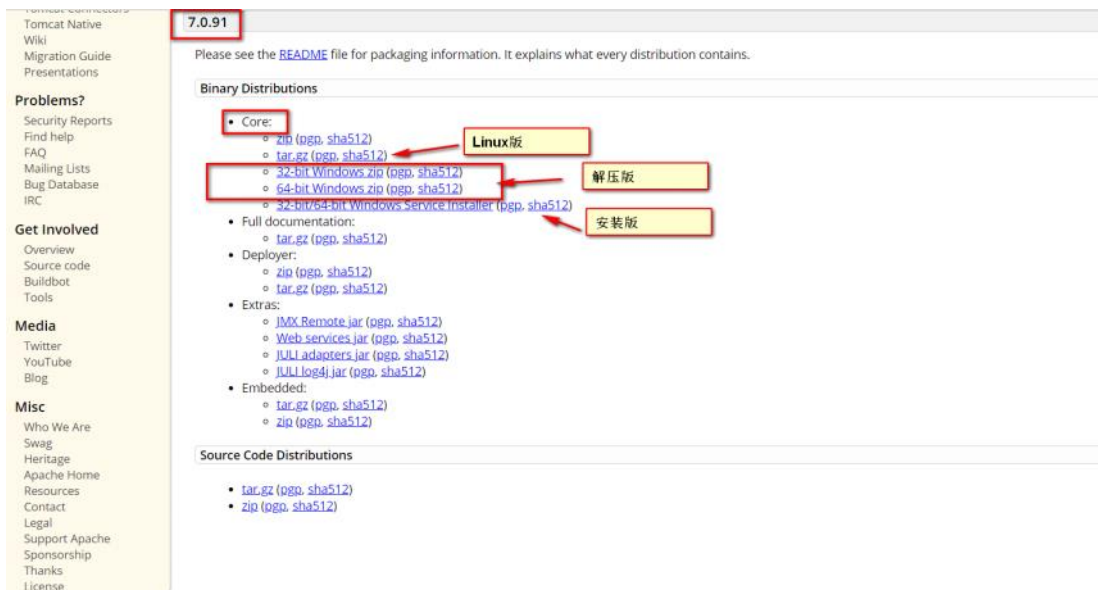 Tomcat Connectors
Tomcat Native
Wiki
Migration Guide
Presentations
Problems?
Security Reports
Find help
FAQ
Mailing Lists
Bug Database
IRC
Get Involved
Overview
Source code
Buildbot
Tools
Media
Twitter
YouTube
Blog
Misc
Who We Are
Swag
Heritage
Apache Home
Resources
Contact
Legal
Support Apache
Sponsorship
Thanks
License
7.0.91
Please see the README file for packaging information. It explains what every distribution contains.
Binary Distributions
Core:
zip (pgp, sha512)
tar.gz (pgp, sha512)
Linux版
32-bit Windows zip (pgp, sha512)
64-bit Windows zip (pgp, sha512)
解压版
32-bit/64-bit Windows Service Installer (pgp, sha512)
安装版
Full documentation:
tar.gz (pgp, sha512)
Deployer:
zip (pgp, sha512)
tar.gz (pgp, sha512)
Extras:
JMX Remote jar (pgp, sha512)
Web services jar (pgp, sha512)
JULI adapters jar (pgp, sha512)
JULI log4j jar (pgp, sha512)
Embedded:
tar.gz (pgp, sha512)
zip (pgp, sha512)
Source Code Distributions
tar.gz (pgp, sha512)
zip (pgp, sha512)